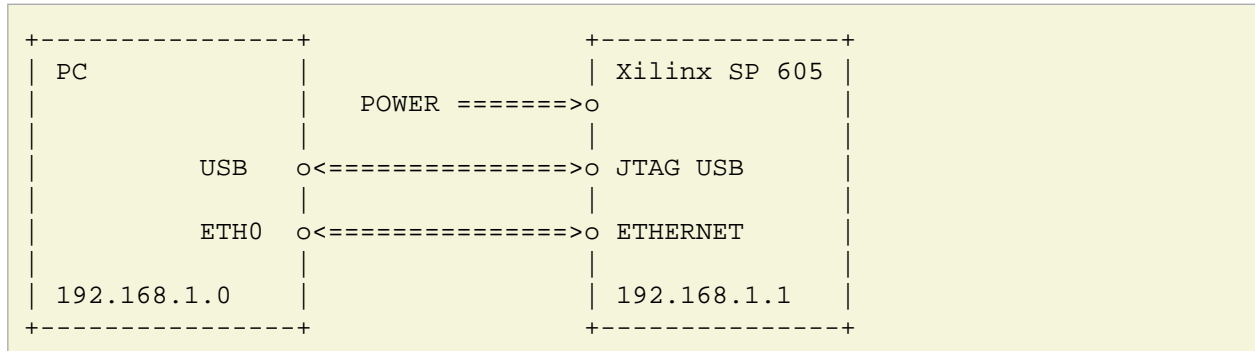 +----------------+                 +---------------+
| PC             |                 | Xilinx SP 605 |
|                |   POWER =======>o               |
|                |                 |               |
|          USB   o<===============>o JTAG USB      |
|                |                 |               |
|          ETH0  o<===============>o ETHERNET      |
|                |                 |               |
| 192.168.1.0    |                 | 192.168.1.1   |
+----------------+                 +---------------+